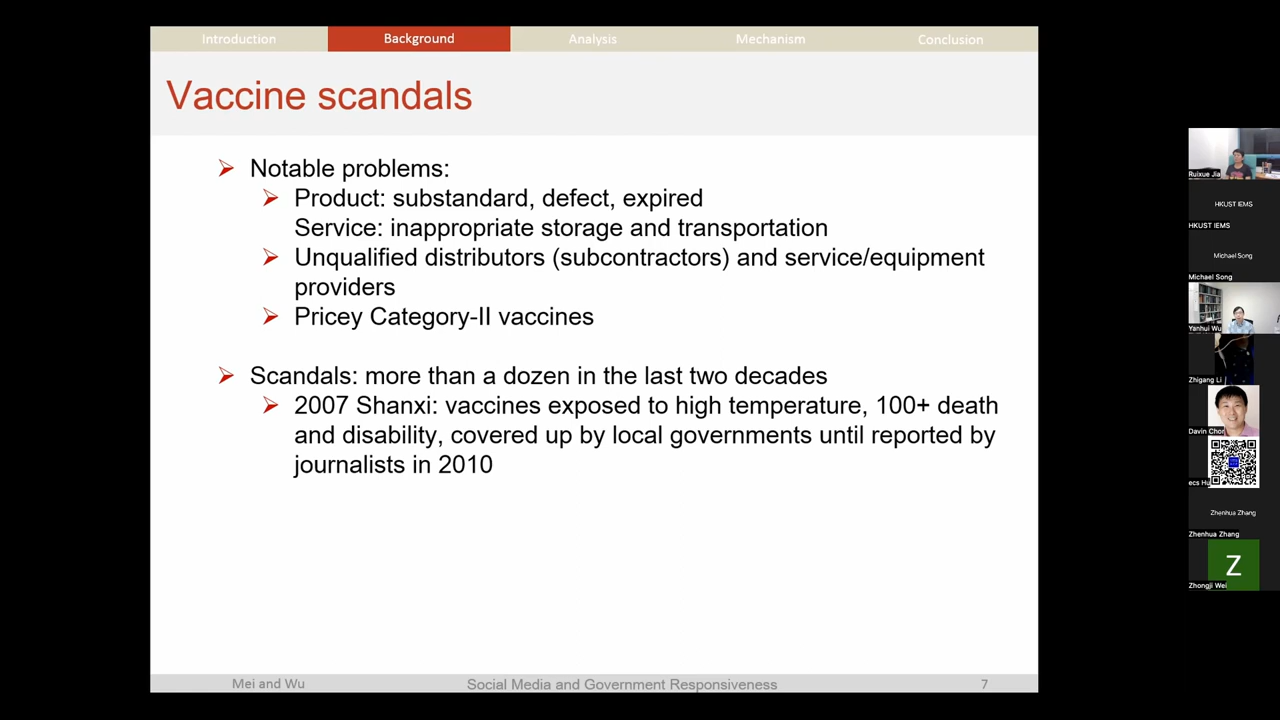 Introduction
Background
Analysis
Mechanism
Conclusion
Vaccine scandals
Notable problems:
Product: substandard, defect, expired
Service: inappropriate storage and transportation
Unqualified distributors (subcontractors) and service/equipment
providers
Pricey Category-II vaccines
Scandals: more than a dozen in the last two decades
2007 Shanxi: vaccines exposed to high temperature, 100+ death
and disability, covered up by local governments until reported by
journalists in 2010
Mei and Wu
Social Media and Government Responsiveness
7
Ruixue Jia
HKUST IEMS
HKUST IEMS
Michael Song
Michael Song
Yanhui Wu
Zhigang Li
Davin Chor
ecs
Zhenhua Zhang
Zhenhua Zhang
Z
Zhongji Wei